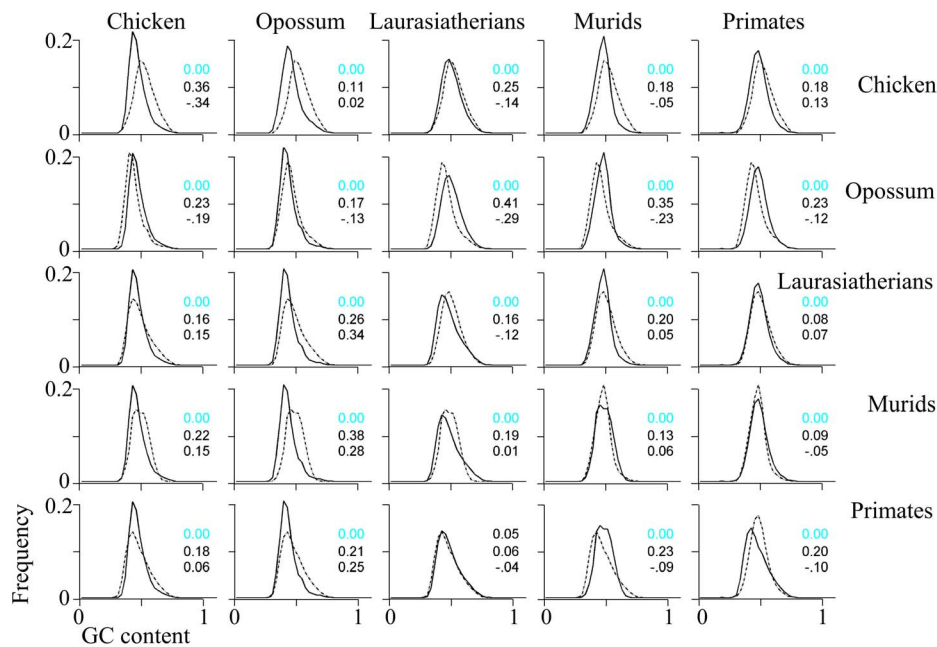 Chicken Opossum Laurasiatherians Murids Primates
0.2
0.00 0.00 0.00 0.00 0.00
0.36 0.11 0.25 0.18 0.18 Chicken
-.34 0.02 -.14 -.05 0.13
0
0.2
0.00 0.00 0.00 0.00 0.00
0.23 0.17 0.41 0.35 0.23 Opossum
-.19 -.13 -.29 -.23 -.12
0
0.2 Laurasiatherians
0.00 0.00 0.00 0.00 0.00
0.16 0.26 0.16 0.20 0.08
0.15 0.34 -.12 0.05 0.07
0
0.2 Murids
0.00 0.00 0.00 0.00 0.00
0.22 0.38 0.19 0.13 0.09
0.15 0.28 0.01 0.06 -.05
0
0.2 Primates
0.00 0.00 0.05 0.00 0.00
0.18 0.21 0.06 0.23 0.20
0.06 0.25 -.04 -.09 -.10
Frequency
0
0 1 0 1 0 1 0 1 0 1
GC content